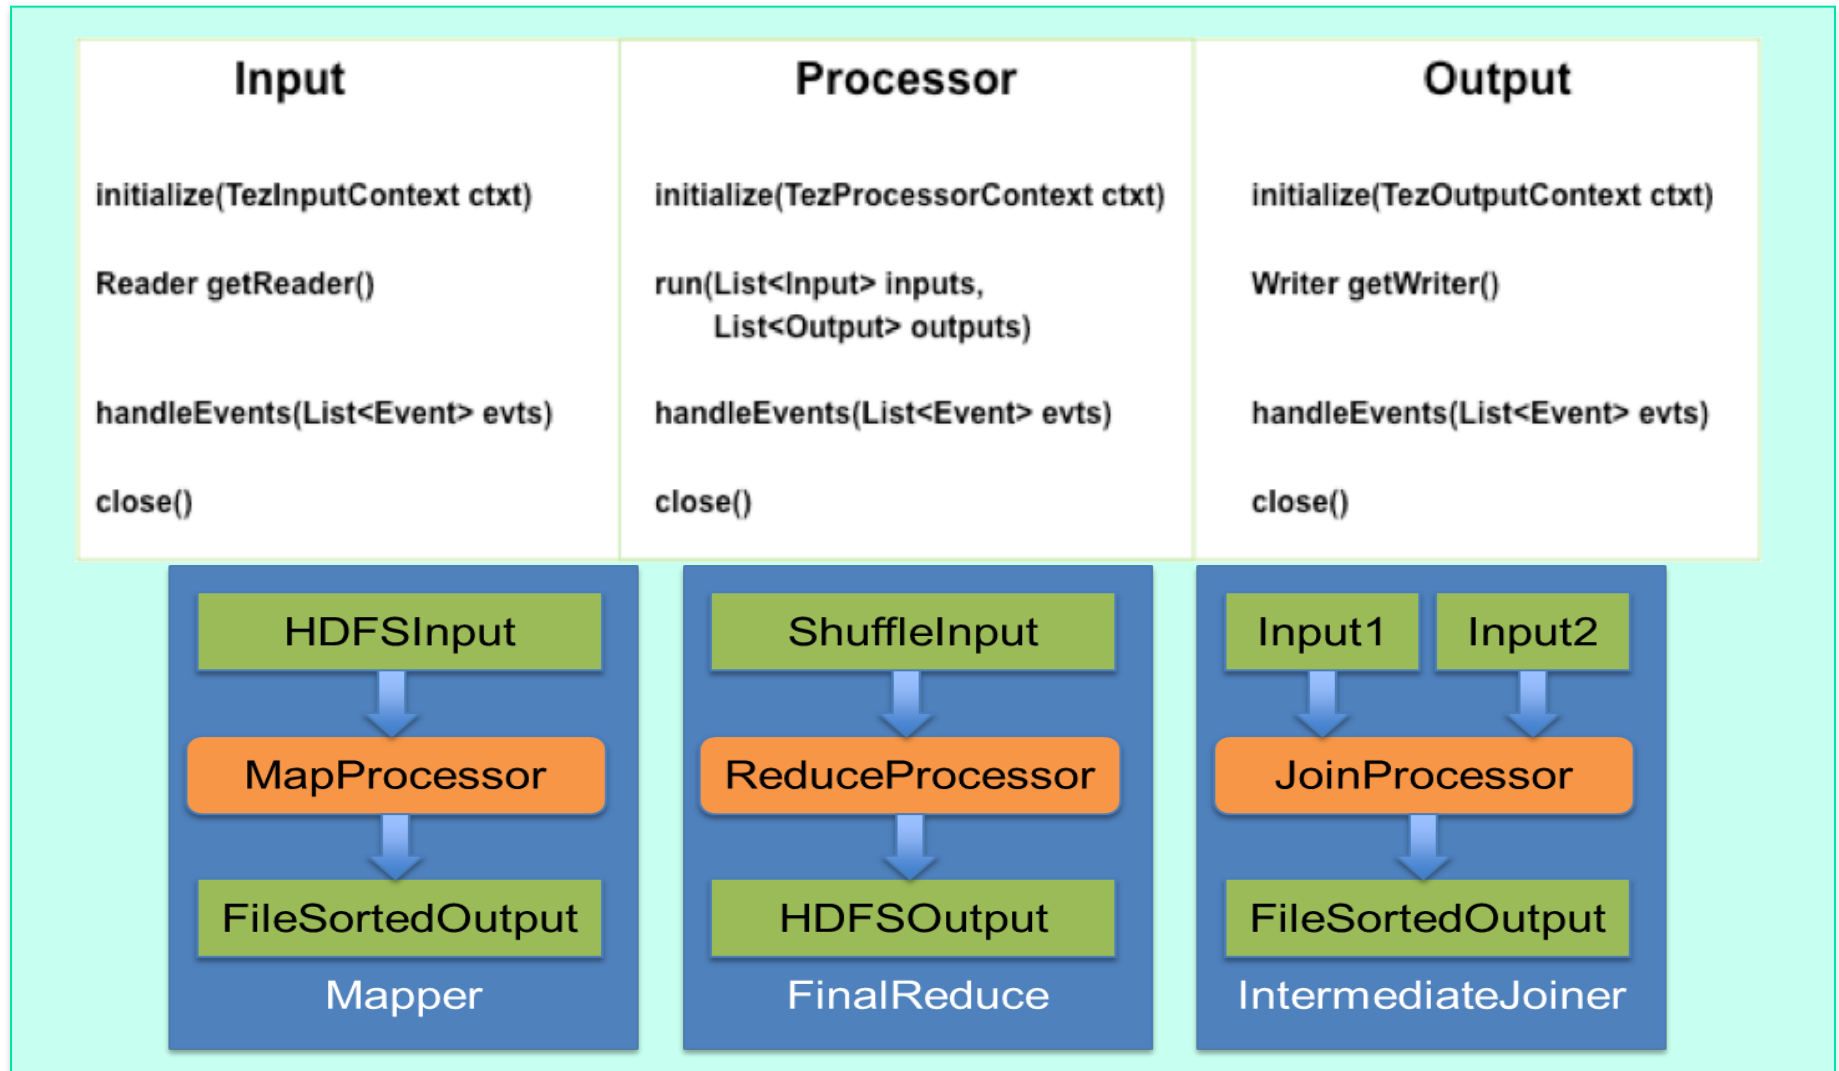 Input
initialize(TezInputContext ctxt)
Reader getReader()
handleEvents(List<Event> evts)
close()
Processor
initialize(TezProcessorContext ctxt)
run(List<Input> inputs,
List<Output> outputs)
handleEvents(List<Event> evts)
close()
Output
initialize(TezOutputContext ctxt)
Writer getWriter()
handleEvents(List<Event> evts)
close()
HDFSInput
MapProcessor
FileSortedOutput
Mapper
ShuffleInput
ReduceProcessor
HDFSOutput
FinalReduce
Input1
Input2
JoinProcessor
FileSortedOutput
IntermediateJoiner